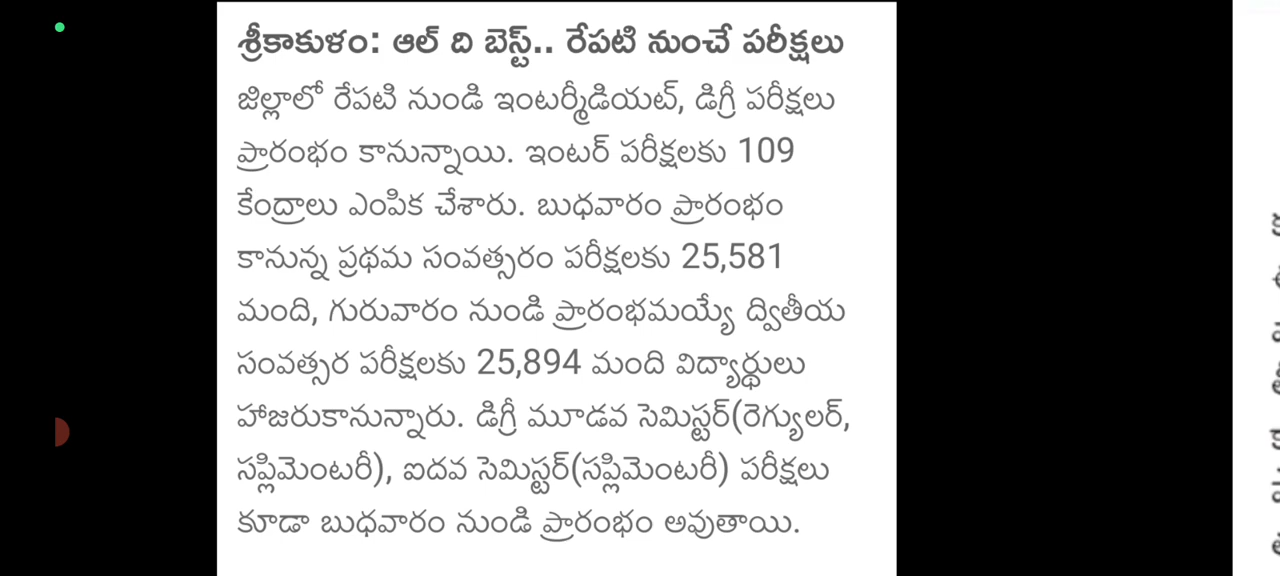 శ్రీకాకుళం: ఆల్ ది బెస్ట్.. రేపటి నుంచే పరీక్షలు
జిల్లాలో రేపటి నుండి ఇంటర్మీడియట్, డిగ్రీ పరీక్షలు
ప్రారంభం కానున్నాయి. ఇంటర్ పరీక్షలకు 109
కేంద్రాలు ఎంపిక చేశారు. బుధవారం ప్రారంభం
కానున్న ప్రథమ సంవత్సరం పరీక్షలకు 25,581
మంది, గురువారం నుండి ప్రారంభమయ్యే ద్వితీయ
సంవత్సర పరీక్షలకు 25,894 మంది విద్యార్థులు
హాజరుకానున్నారు. డిగ్రీ మూడవ సెమిస్టర్(రెగ్యులర్,
సప్లిమెంటరీ), ఐదవ సెమిస్టర్(సప్లిమెంటరీ) పరీక్షలు
కూడా బుధవారం నుండి ప్రారంభం అవుతాయి.